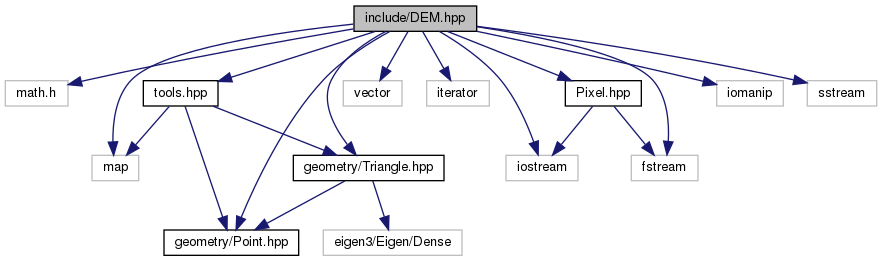 include/DEM.hpp
math.h
tools.hpp
vector
iterator
Pixel.hpp
iomanip
sstream
map
geometry/Triangle.hpp
iostream
fstream
geometry/Point.hpp
eigen3/Eigen/Dense